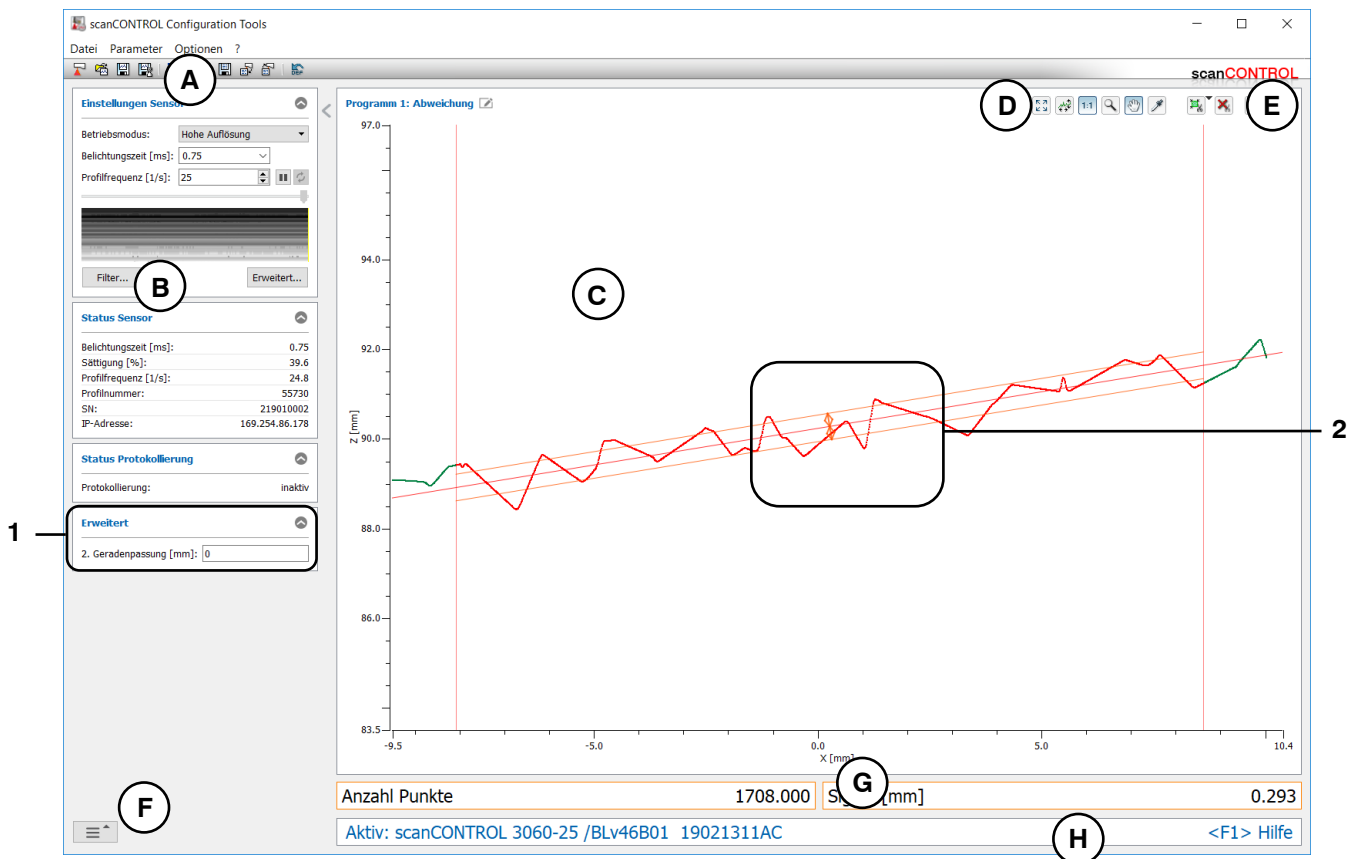 scanCONTROL Configuration Tools
Datei Parameter Optionen ?
A
scanCONTROL
Einstellungen Sensor
Betriebsmodus: Hohe Auflösung
Belichtungszeit [ms]: 0.75
Profilfrequenz [1/s]: 25
Filter... Erweitert...
B
Status Sensor
Belichtungszeit [ms]: 0.75
Sättigung [%]: 39.6
Profilfrequenz [1/s]: 24.8
Profilnummer: 55730
SN: 219010002
IP-Adresse: 169.254.86.178
Status Protokollierung
Protokollierung: inaktiv
1
Erweitert
2. Geradenpassung [mm]: 0
F
Programm 1: Abweichung
D
1:1
E
97.0
94.0
92.0
Z [mm]
90.0
88.0
86.0
83.5
C
2
-9.5
-5.0
0.0
5.0
10.4
X [mm]
G
Anzahl Punkte 1708.000
[mm] 0.293
Aktiv: scanCONTROL 3060-25 /BLv46B01 19021311AC
H
<F1> Hilfe